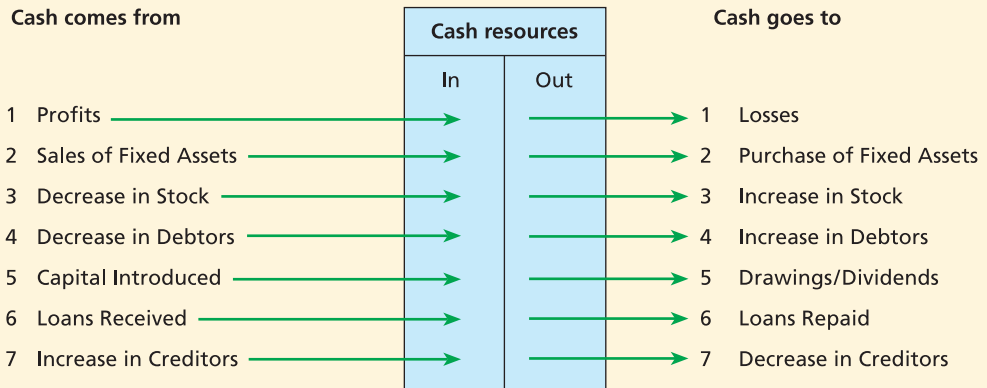 Cash comes from
Cash resources
Cash goes to
In Out
1 Profits 1 Losses
2 Sales of Fixed Assets 2 Purchase of Fixed Assets
3 Decrease in Stock 3 Increase in Stock
4 Decrease in Debtors 4 Increase in Debtors
5 Capital Introduced 5 Drawings/Dividends
6 Loans Received 6 Loans Repaid
7 Increase in Creditors 7 Decrease in Creditors